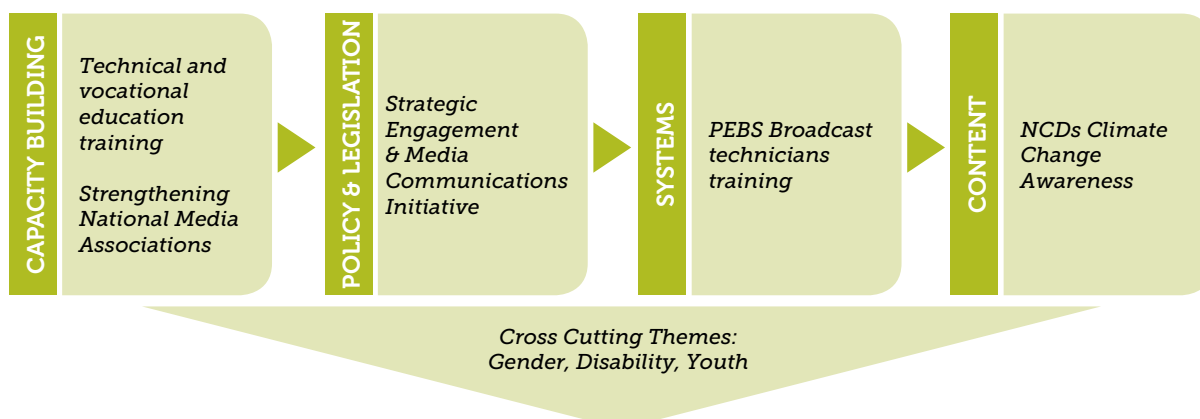 CAPACITY BUILDING
Technical and
vocational
education
training
Strengthening
National Media
Associations
POLICY & LEGISLATION
Strategic
Engagement
& Media
Communications
Initiative
SYSTEMS
PEBS Broadcast
technicians
training
CONTENT
NCDs Climate
Change
Awareness
Cross Cutting Themes:
Gender, Disability, Youth